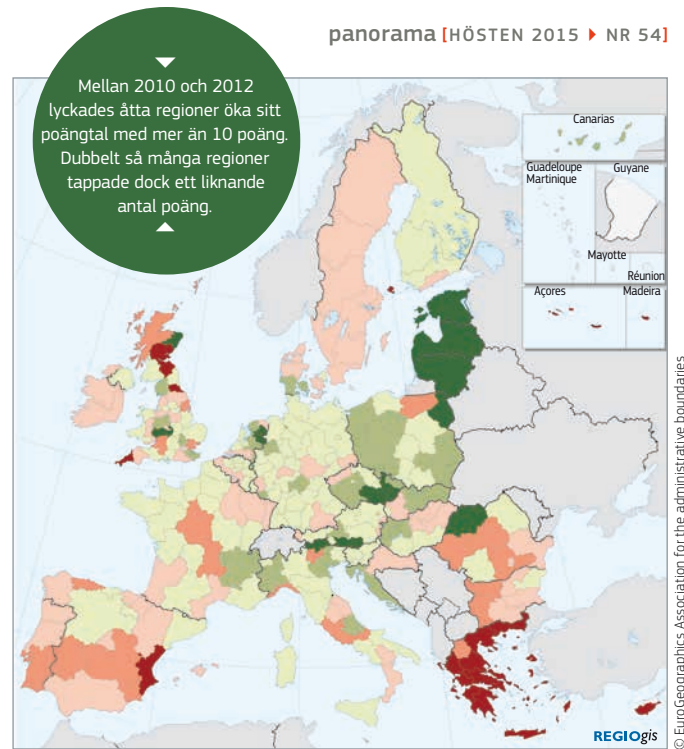 panorama [HÖSTEN 2015 ▶ NR 54]
Mellan 2010 och 2012
lyckades åtta regioner öka sitt
poängtal med mer än 10 poäng.
Dubbelt så många regioner
tappade dock ett liknande
antal poäng.
Canarias
Guadeloupe
Martinique
Guyane
Mayotte
Réunion
Açores
Madeira
REGIOgis
© EuroGeographics Association for the administrative boundaries